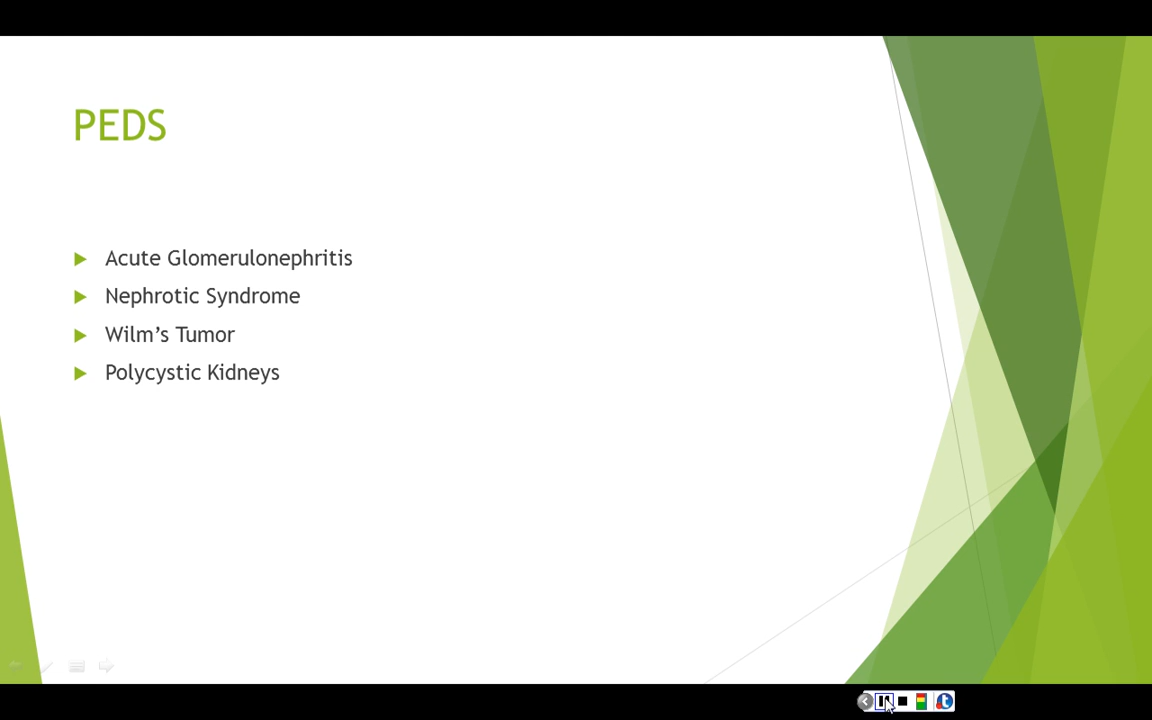 PEDS
Acute Glomerulonephritis
Nephrotic Syndrome
Wilm’s Tumor
Polycystic Kidneys